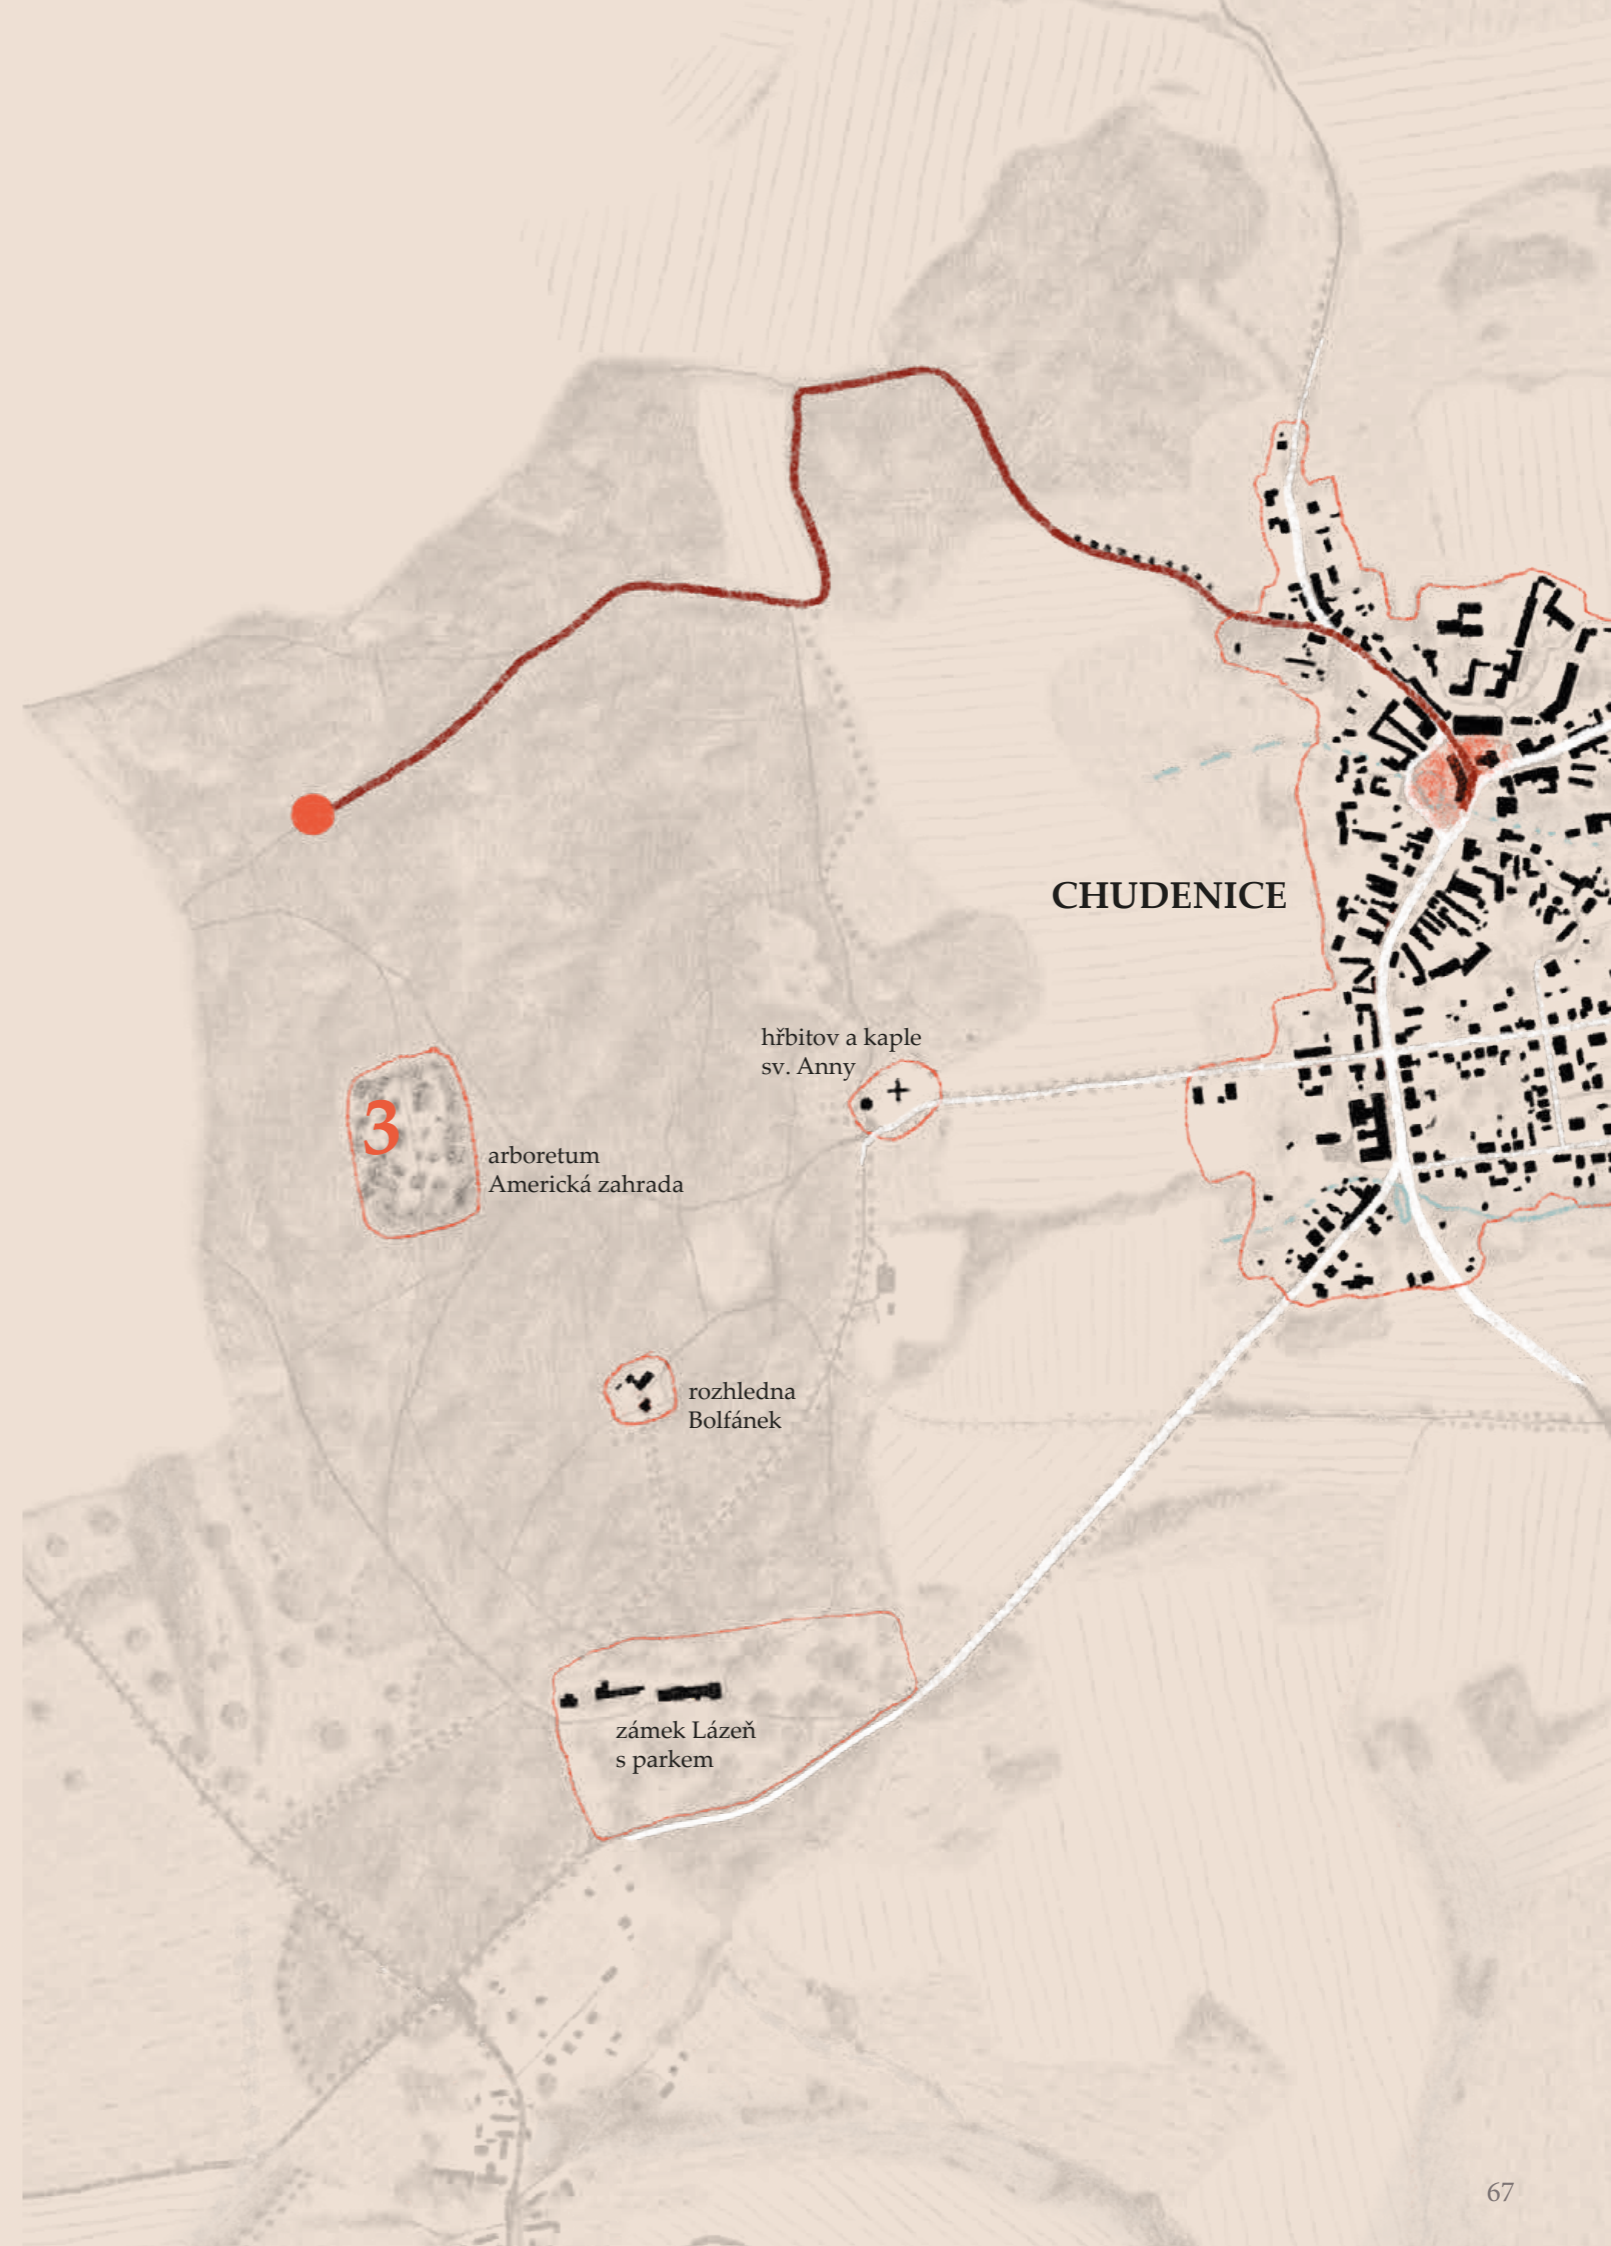 CHUDENICE
hřbitov a kaple
sv. Anny
3
arboretum
Americká zahrada
rozhledna
Bolfánek
zámek Lázeň
s parkem
67